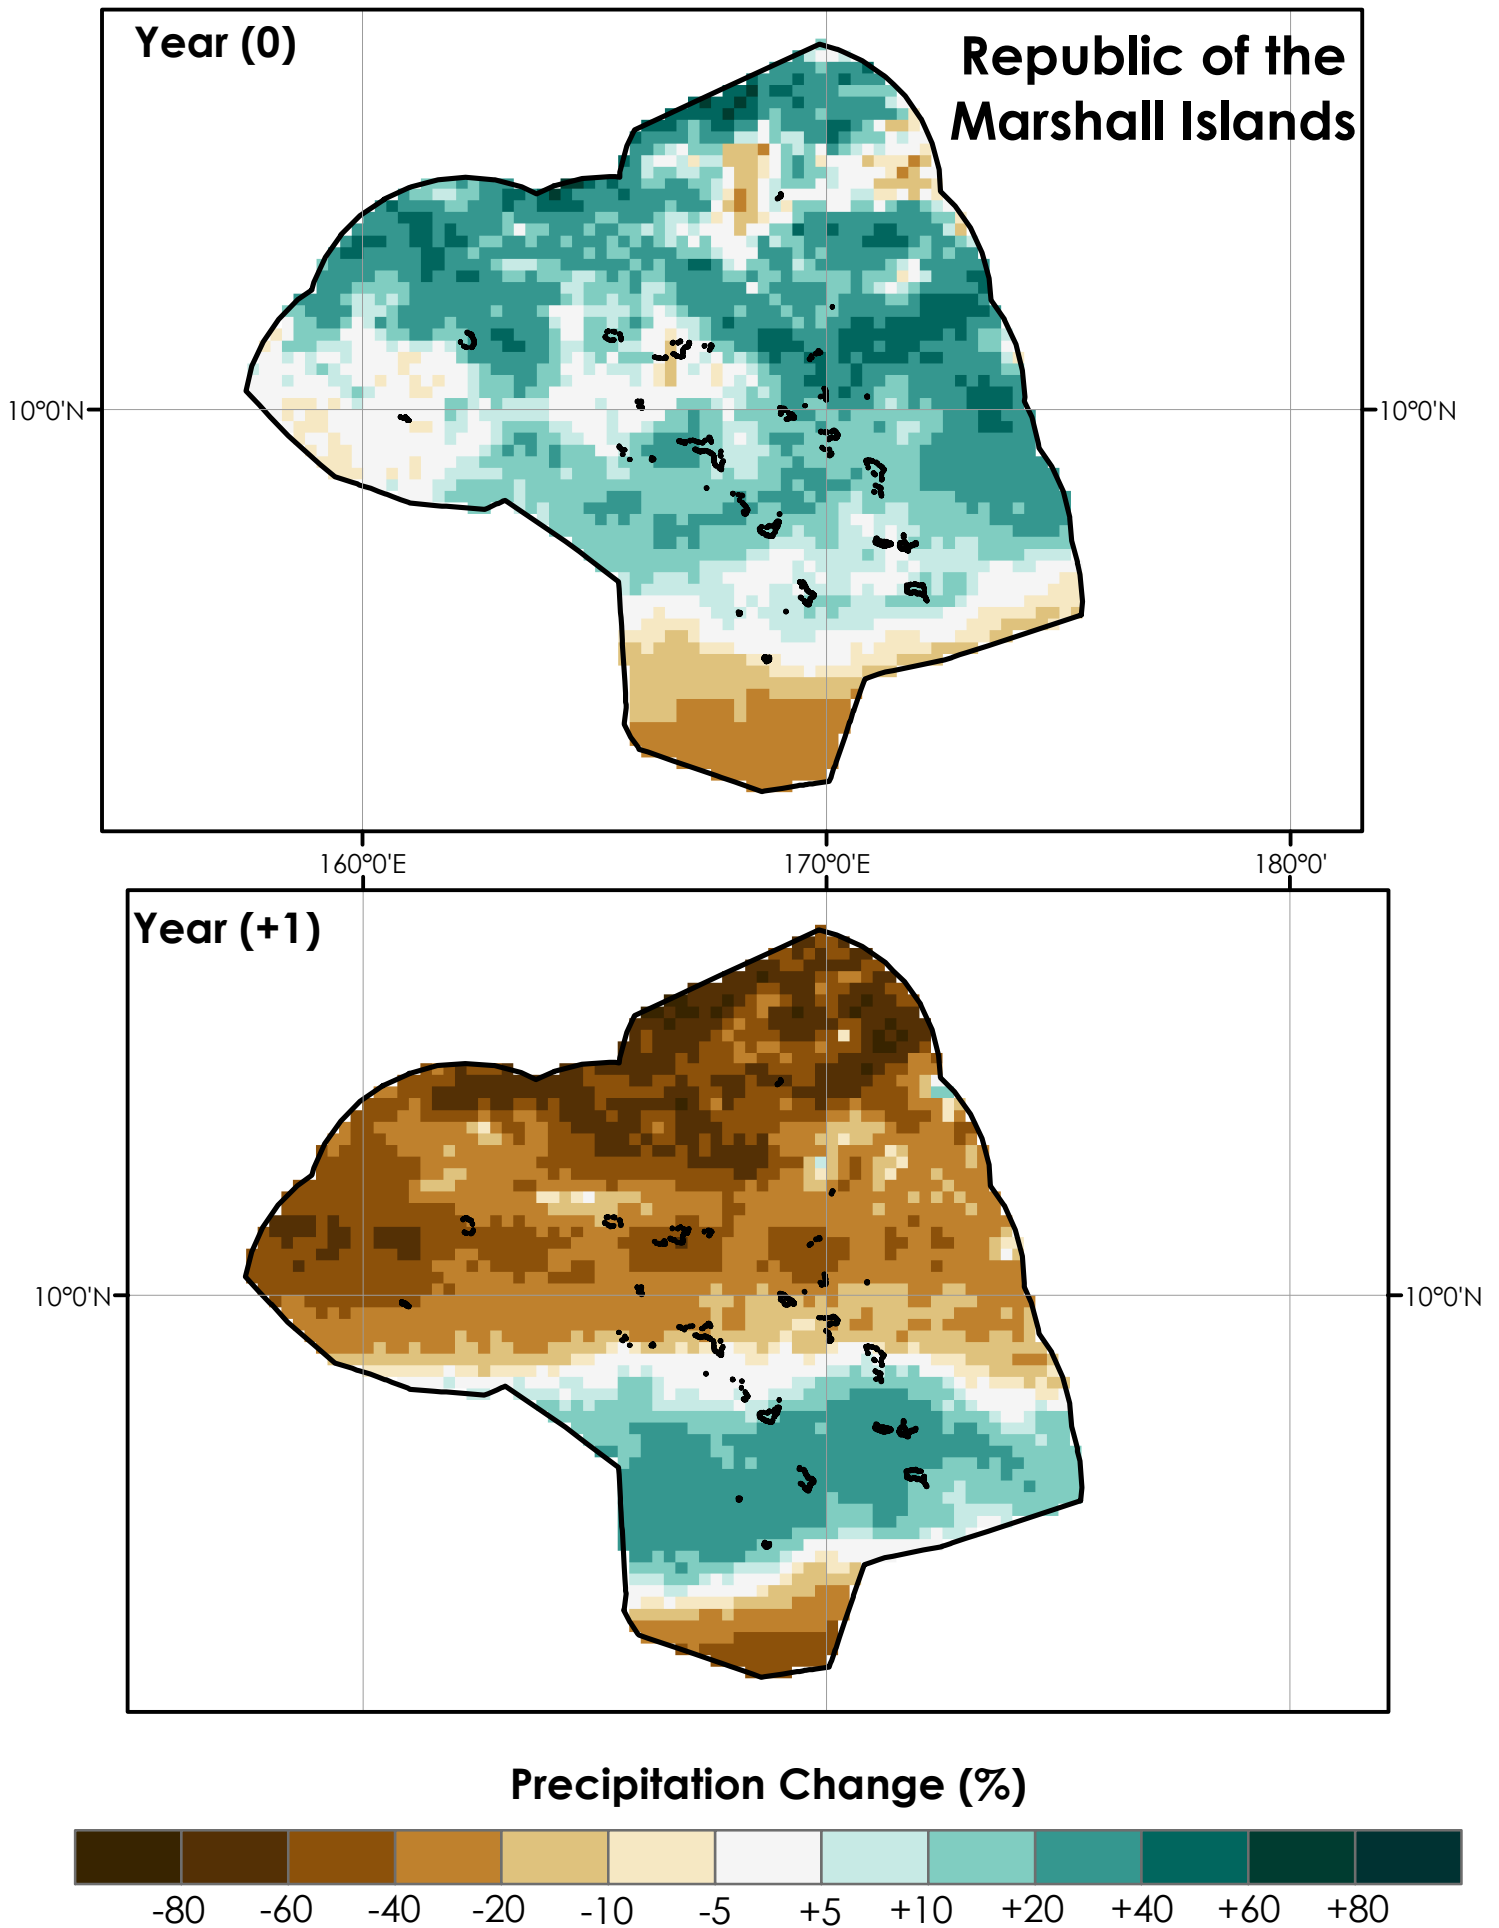 Year (0)
Republic of the
Marshall Islands
10°0'N
10°0'N
160°0'E
170°0'E
180°0'
Year (+1)
10°0'N
10°0'N
Precipitation Change (%)
-80 -60 -40 -20 -10 -5 +5 +10 +20 +40 +60 +80